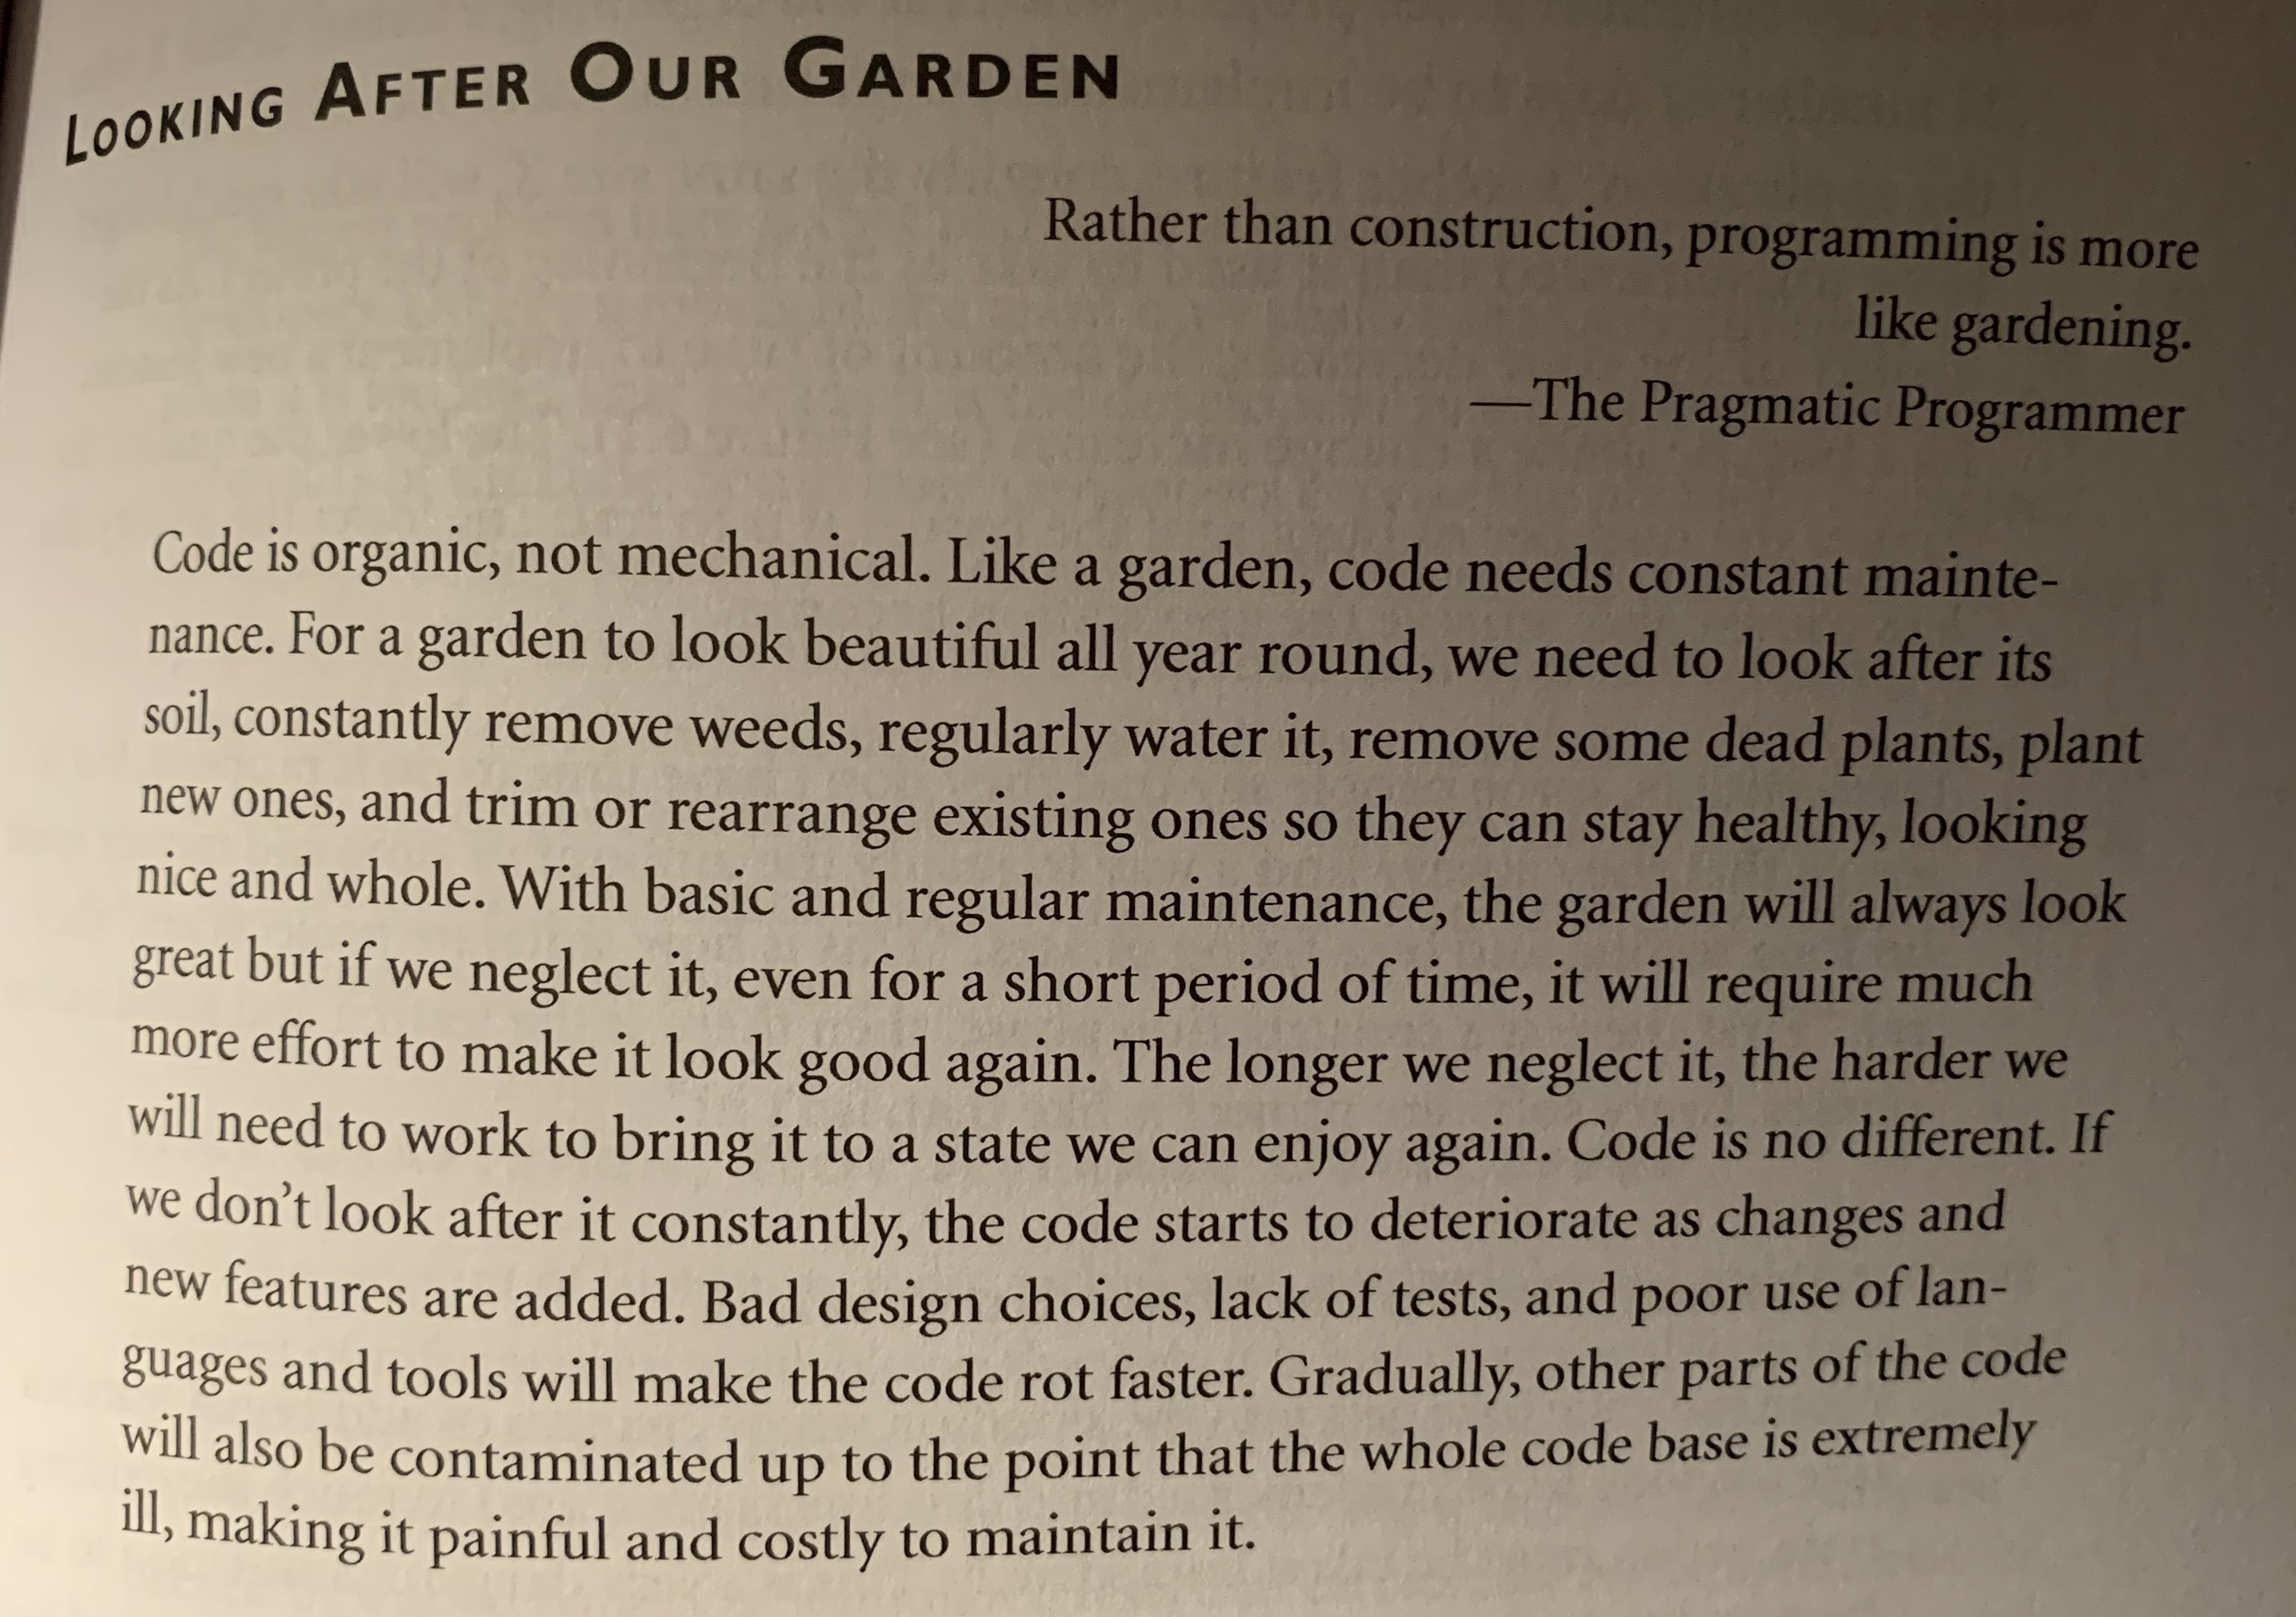 LOOKING AFTER OUR GARDEN
Rather than construction, programming is more
like gardening.
—The Pragmatic Programmer
Code is organic, not mechanical. Like a garden, code needs constant mainte-
nance. For a garden to look beautiful all year round, we need to look after its
soil, constantly remove weeds, regularly water it, remove some dead plants, plant
new ones, and trim or rearrange existing ones so they can stay healthy, looking
nice and whole. With basic and regular maintenance, the garden will always look
great but if we neglect it, even for a short period of time, it will require much
more effort to make it look good again. The longer we neglect it, the harder we
will need to work to bring it to a state we can enjoy again. Code is no different. If
we don’t look after it constantly, the code starts to deteriorate as changes and
new features are added. Bad design choices, lack of tests, and poor use of lan-
guages and tools will make the code rot faster. Gradually, other parts of the code
will also be contaminated up to the point that the whole code base is extremely
ill, making it painful and costly to maintain it.